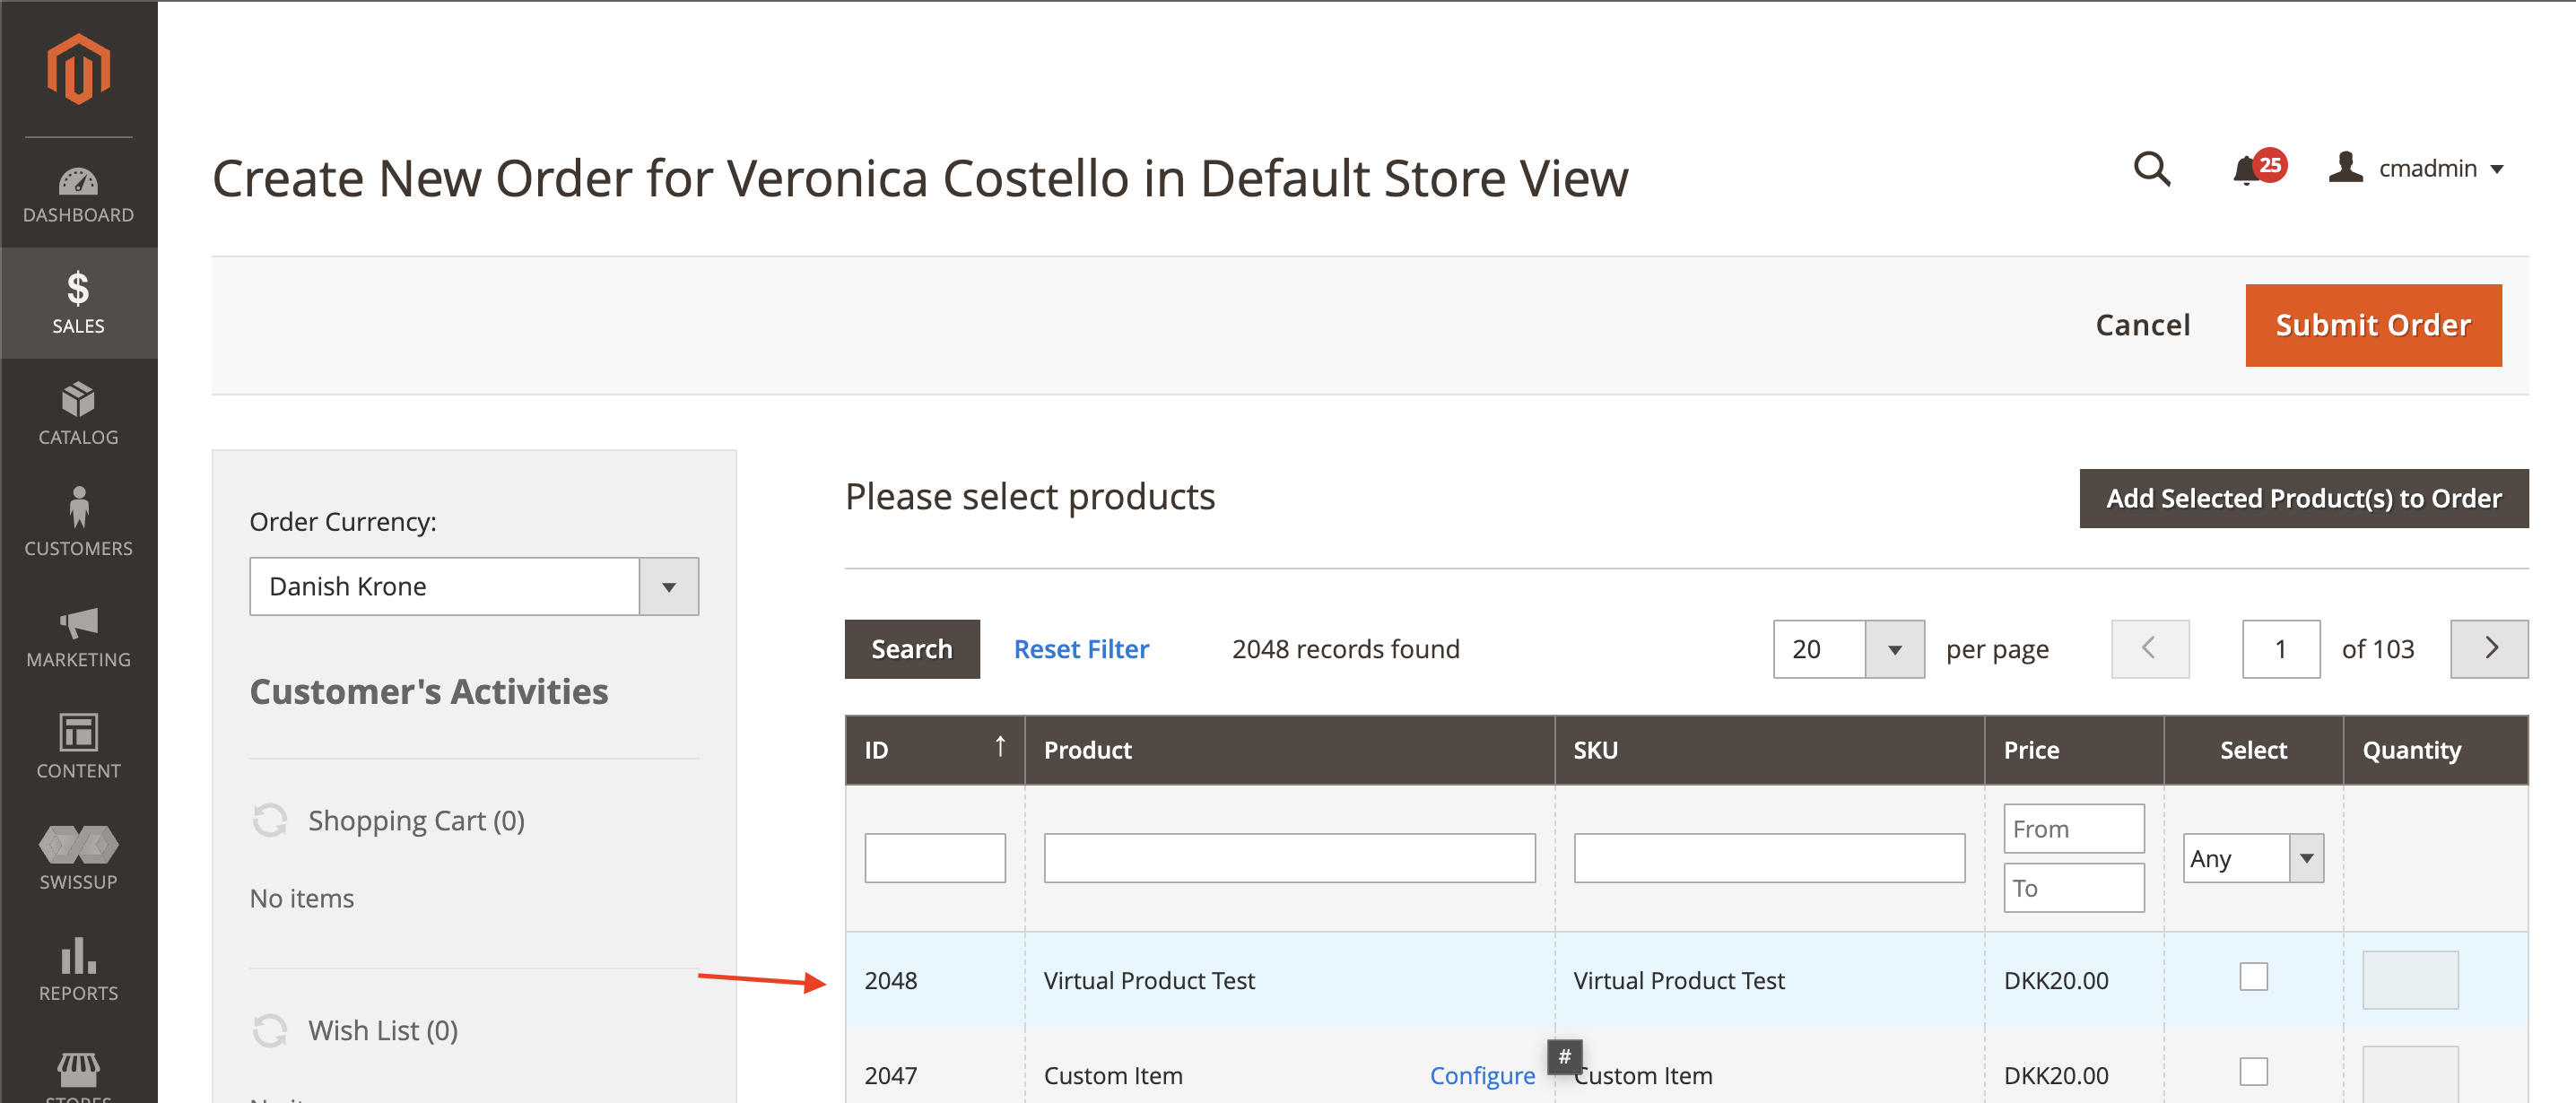 Create New Order for Veronica Costello in Default Store View
25
cmadmin
DASHBOARD
SALES
CATALOG
CUSTOMERS
MARKETING
CONTENT
SWISSUP
REPORTS
STORES
Cancel
Submit Order
Order Currency:
Danish Krone
Customer's Activities
Shopping Cart (0)
No items
Wish List (0)
Please select products
Add Selected Product(s) to Order
Search Reset Filter 2048 records found 20 per page 1 of 103
ID ↑ Product SKU Price Select Quantity
From
To
Any
2048 Virtual Product Test Virtual Product Test DKK20.00
2047 Custom Item Configure # Custom Item DKK20.00